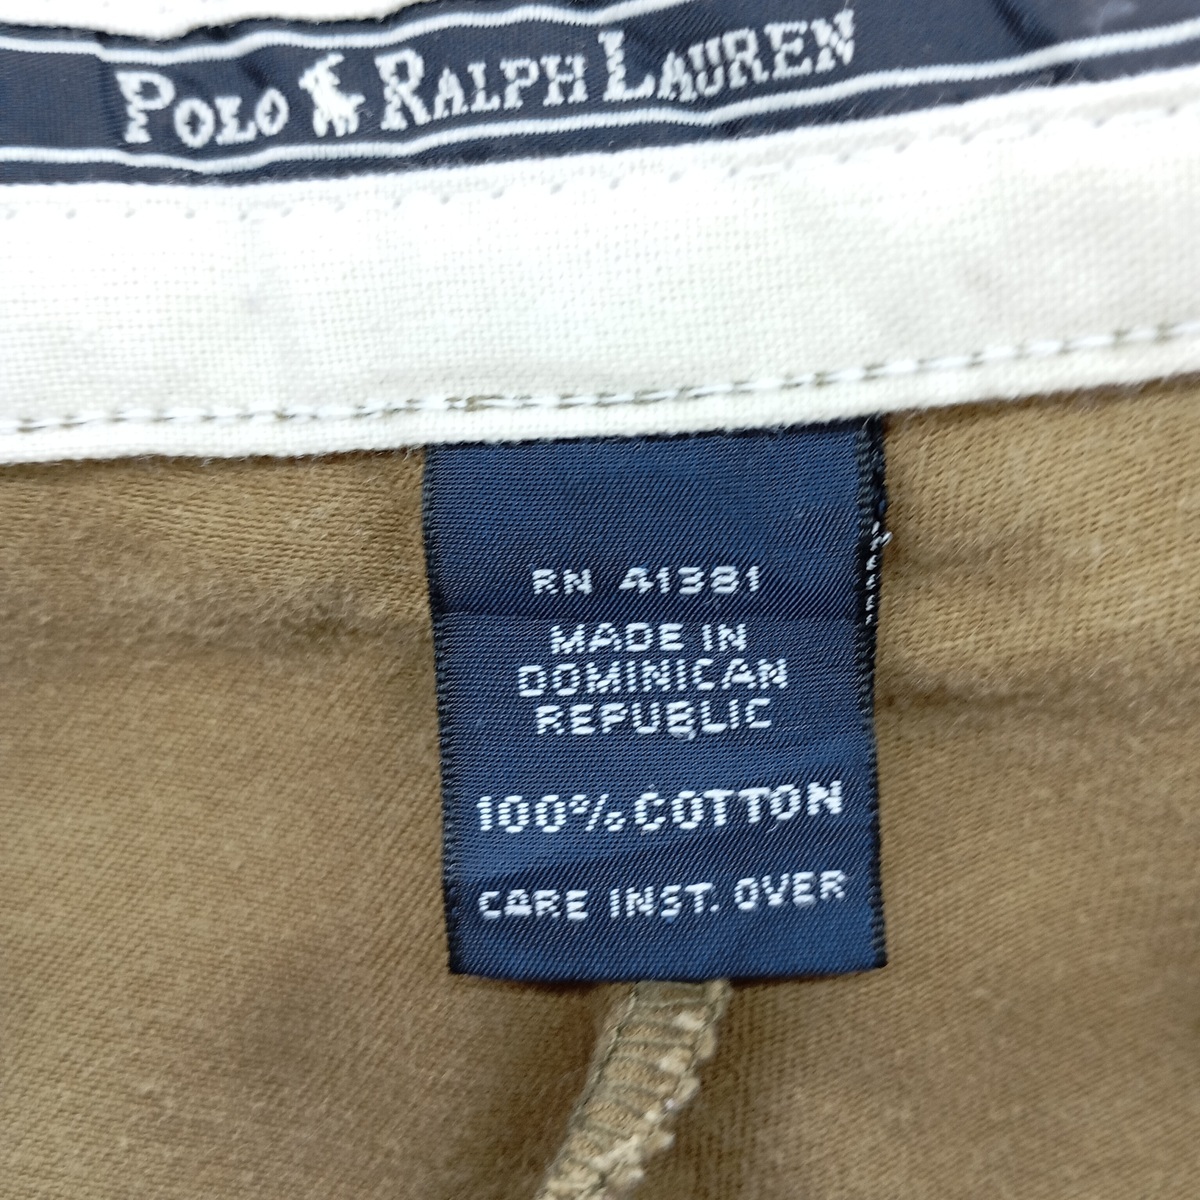 POLO RALPH LAUREN
RN 41381
MADE IN
DOMINICAN
REPUBLIC
100% COTTON
CARE INST. OVER